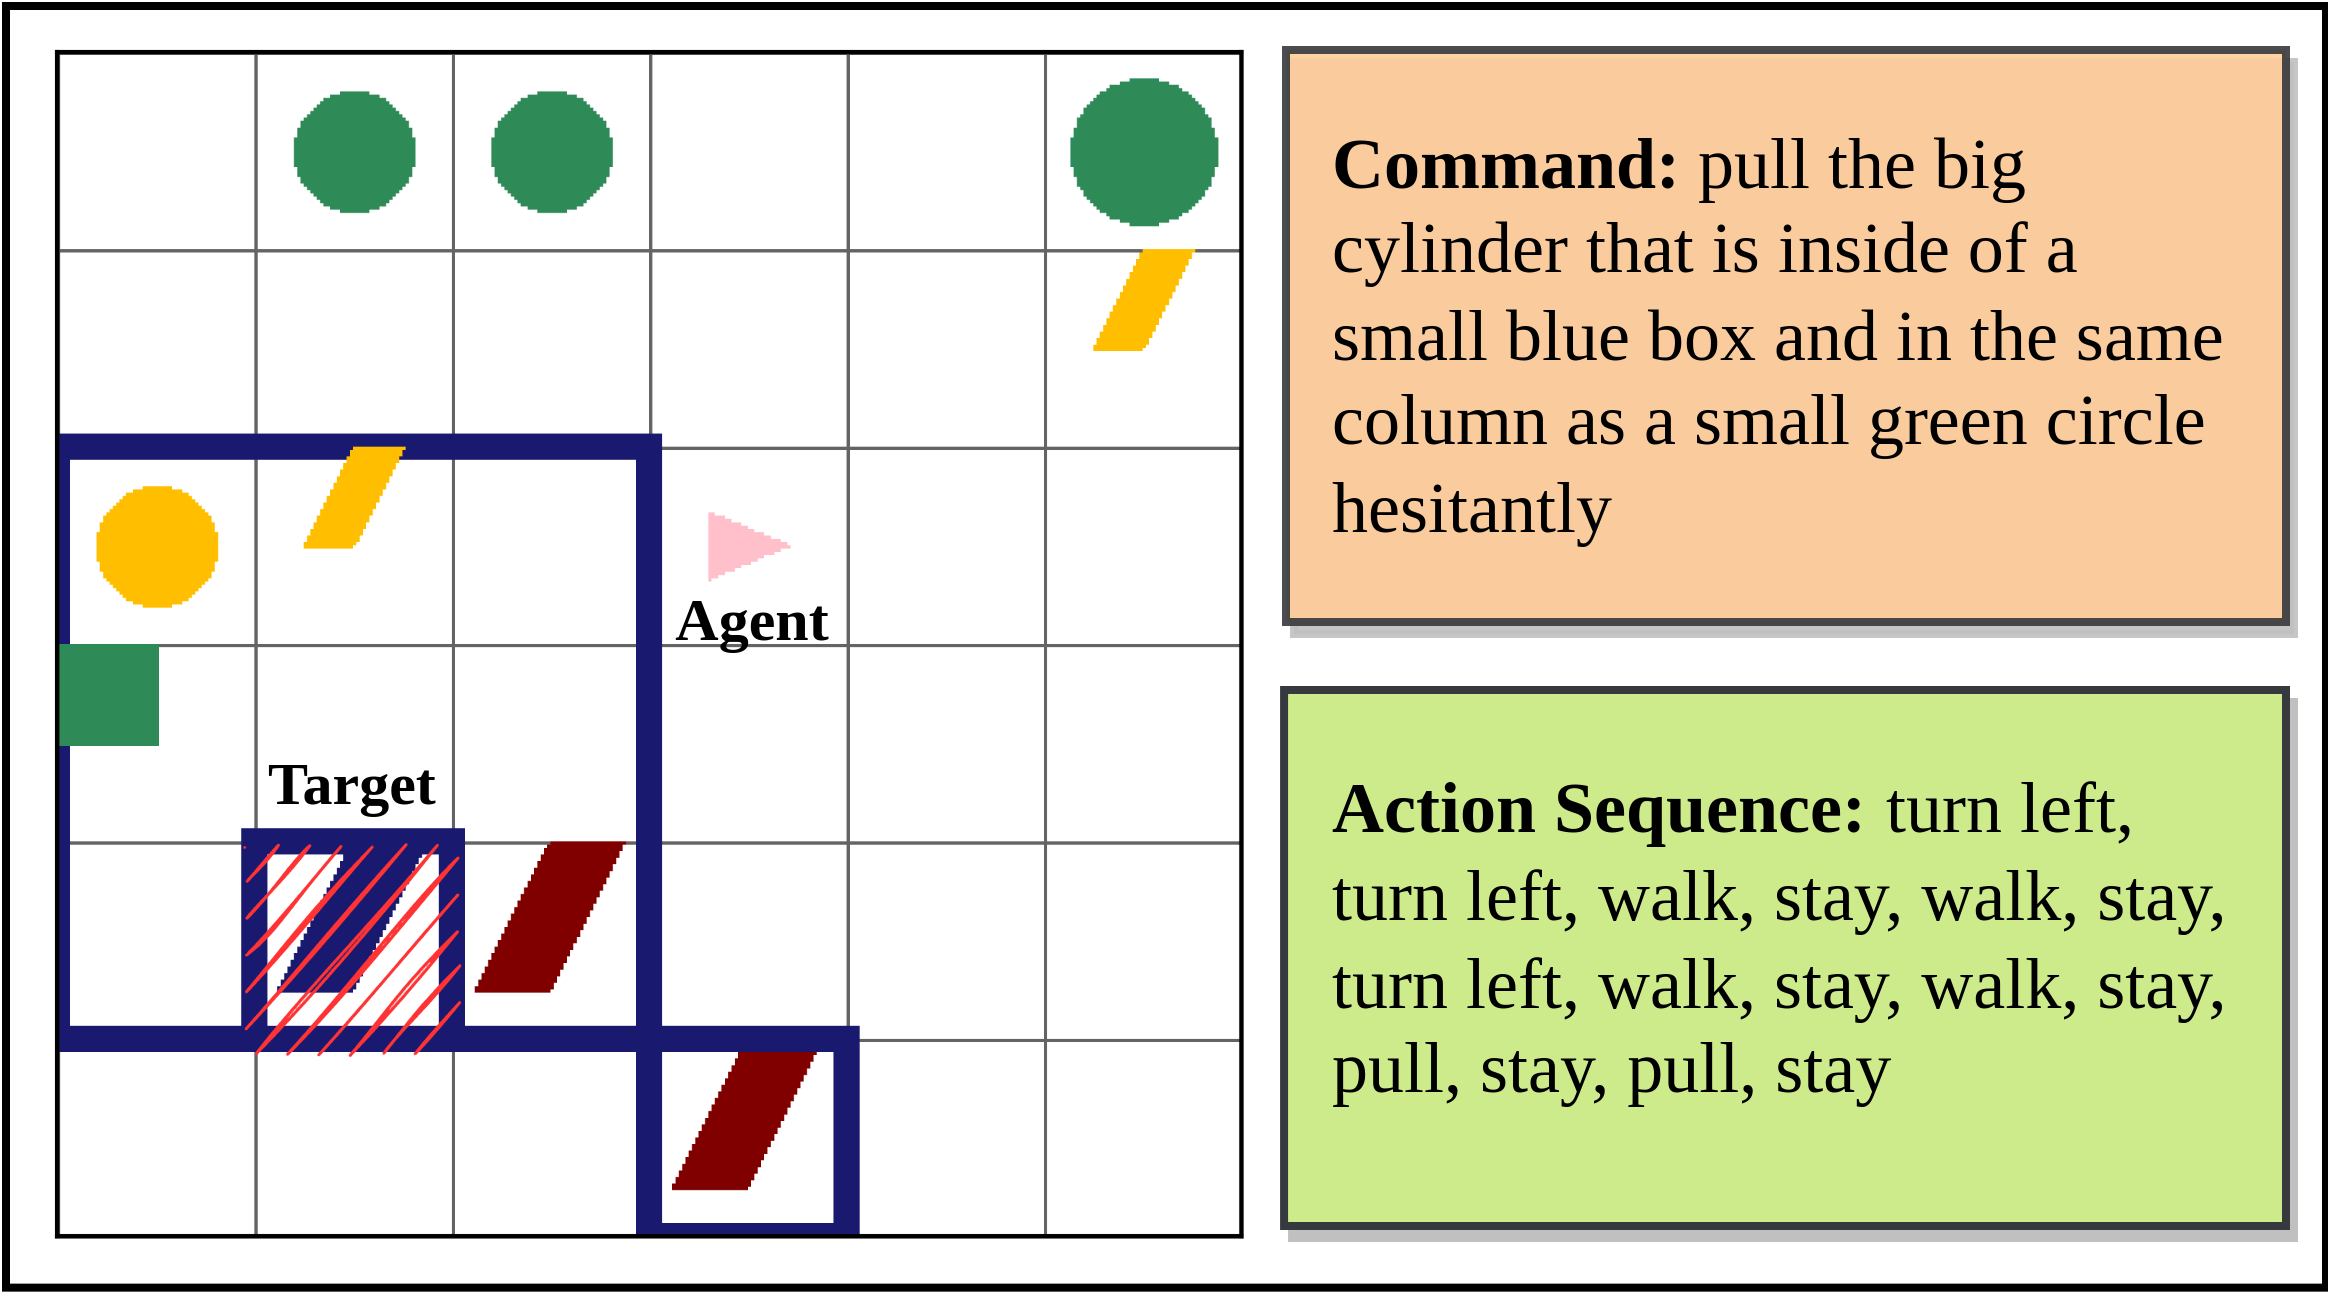 Agent
Target
Command: pull the big
cylinder that is inside of a
small blue box and in the same
column as a small green circle
hesitantly
Action Sequence: turn left,
turn left, walk, stay, walk, stay,
turn left, walk, stay, walk, stay,
pull, stay, pull, stay